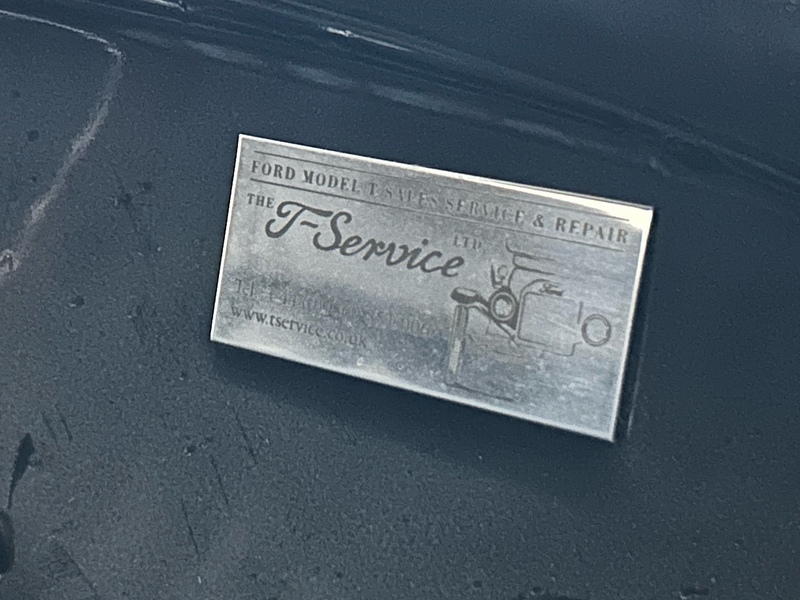 FORD MODEL T SALES SERVICE & REPAIR
THE T-Service LTD
www.tservice.co.uk